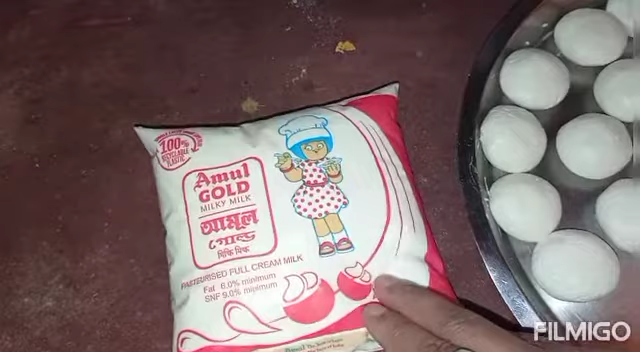 100%
RECYCLABLE
PLASTIC
Amul
GOLD
MILKY MILK
আমূল
গোল্ড
মিল্কি মিল্ক
PASTEURISED FULL CREAM MILK
Fat 6.0% minimum
SNF 9.0% minimum
FILMIGO